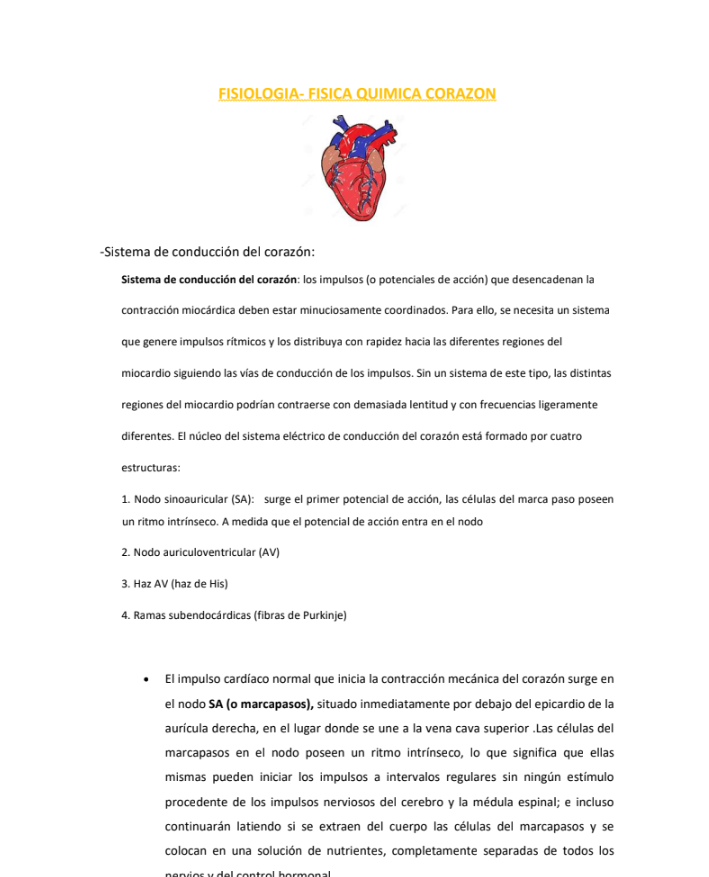 FISIOLOGIA- FISICA QUIMICA CORAZON
-Sistema de conducción del corazón:
Sistema de conducción del corazón: los impulsos (o potenciales de acción) que desencadenan la
contracción miocárdica deben estar minuciosamente coordinados. Para ello, se necesita un sistema
que genere impulsos rítmicos y los distribuya con rapidez hacia las diferentes regiones del
miocardio siguiendo las vías de conducción de los impulsos. Sin un sistema de este tipo, las distintas
regiones del miocardio podrían contraerse con demasiada lentitud y con frecuencias ligeramente
diferentes. El núcleo del sistema eléctrico de conducción del corazón está formado por cuatro
estructuras:
1. Nodo sinoauricular (SA): surge el primer potencial de acción, las células del marca paso poseen
un ritmo intrínseco. A medida que el potencial de acción entra en el nodo
2. Nodo auriculoventricular (AV)
3. Haz AV (haz de His)
4. Ramas subendocárdicas (fibras de Purkinje)
• El impulso cardíaco normal que inicia la contracción mecánica del corazón surge en
el nodo SA (o marcapasos), situado inmediatamente por debajo del epicardio de la
aurícula derecha, en el lugar donde se une a la vena cava superior .Las células del
marcapasos en el nodo poseen un ritmo intrínseco, lo que significa que ellas
mismas pueden iniciar los impulsos a intervalos regulares sin ningún estímulo
procedente de los impulsos nerviosos del cerebro y la médula espinal; e incluso
continuarán latiendo si se extraen del cuerpo las células del marcapasos y se
colocan en una solución de nutrientes, completamente separadas de todos los
nervios y del control hormonal